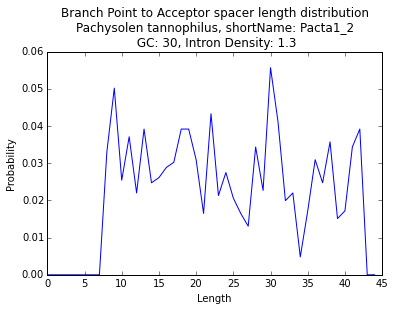 Branch Point to Acceptor spacer length distribution
Pachysolen tannophilus, shortName: Pacta1_2
GC: 30, Intron Density: 1.3
0.06
0.05
0.04
0.03
0.02
0.01
0.00
Probability
0 5 10 15 20 25 30 35 40 45
Length